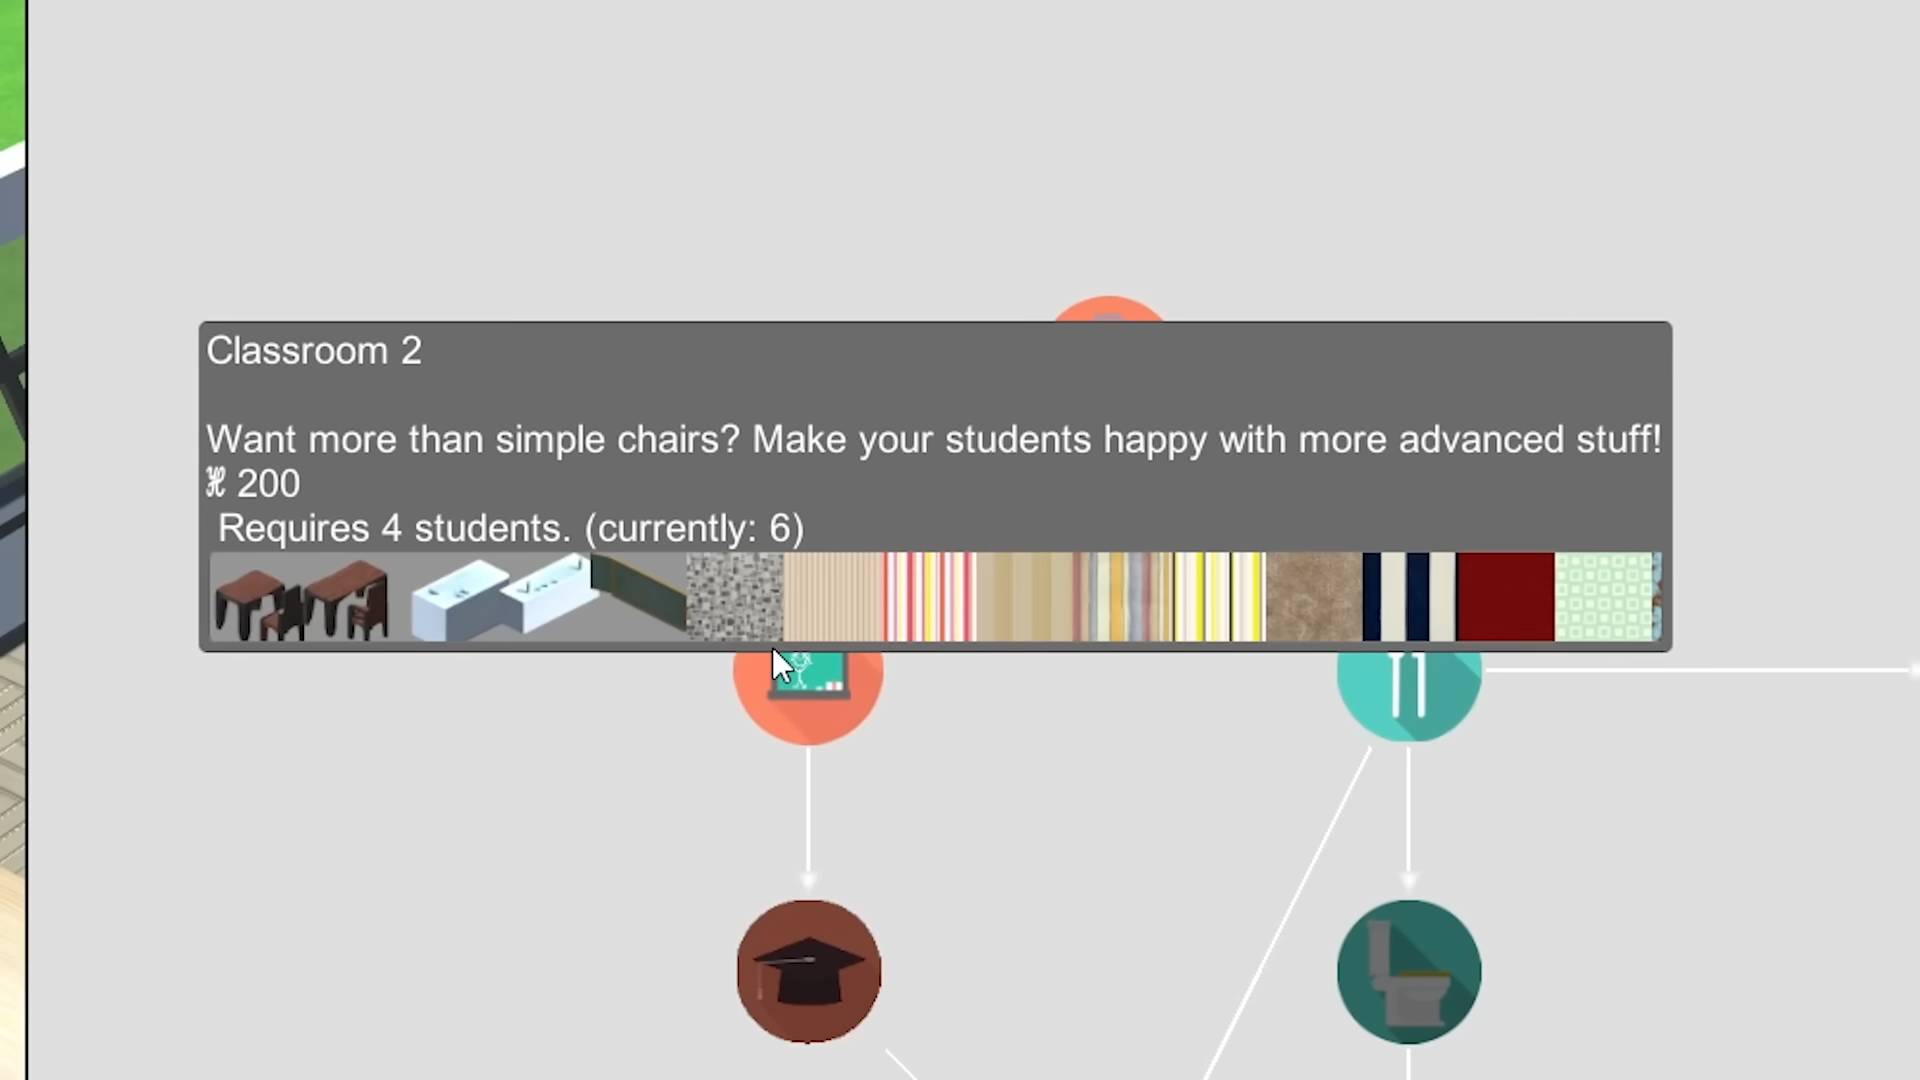 Classroom 2
Want more than simple chairs? Make your students happy with more advanced stuff!
ℋ 200
Requires 4 students. (currently: 6)